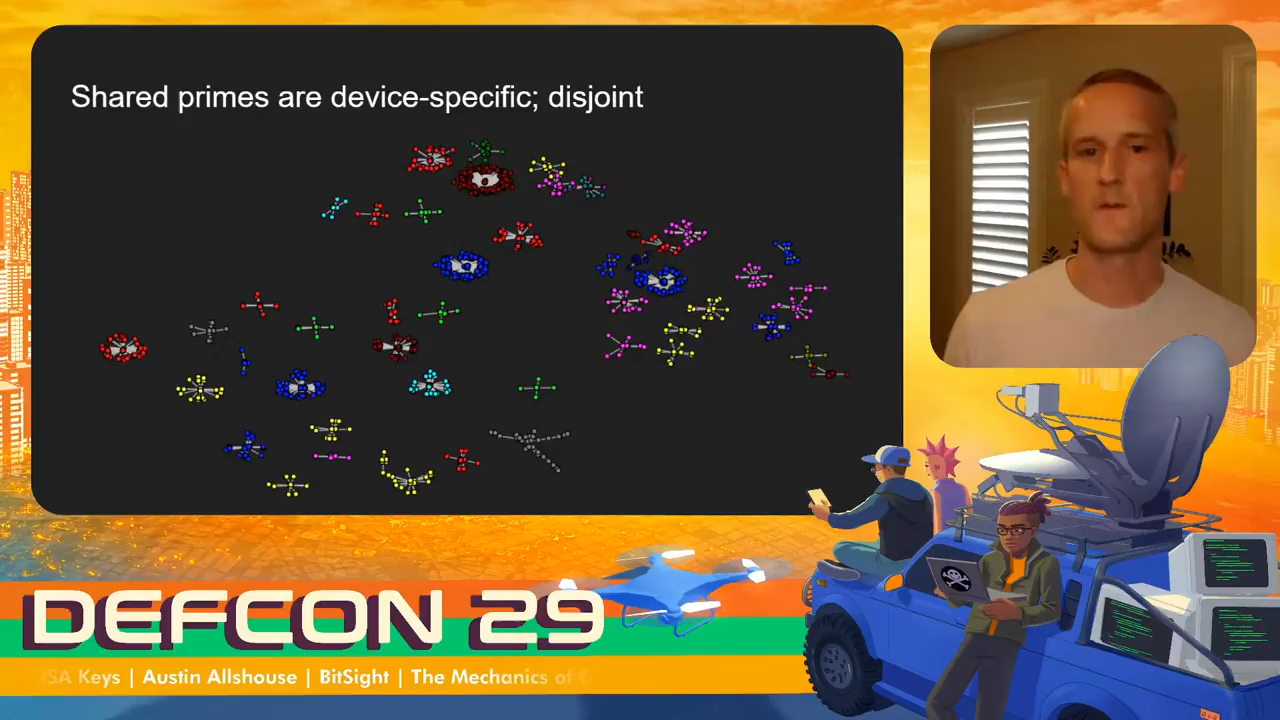 Shared primes are device-specific; disjoint
DEFCON 29
SA Keys | Austin Allshouse | BitSight | The Mechanics of